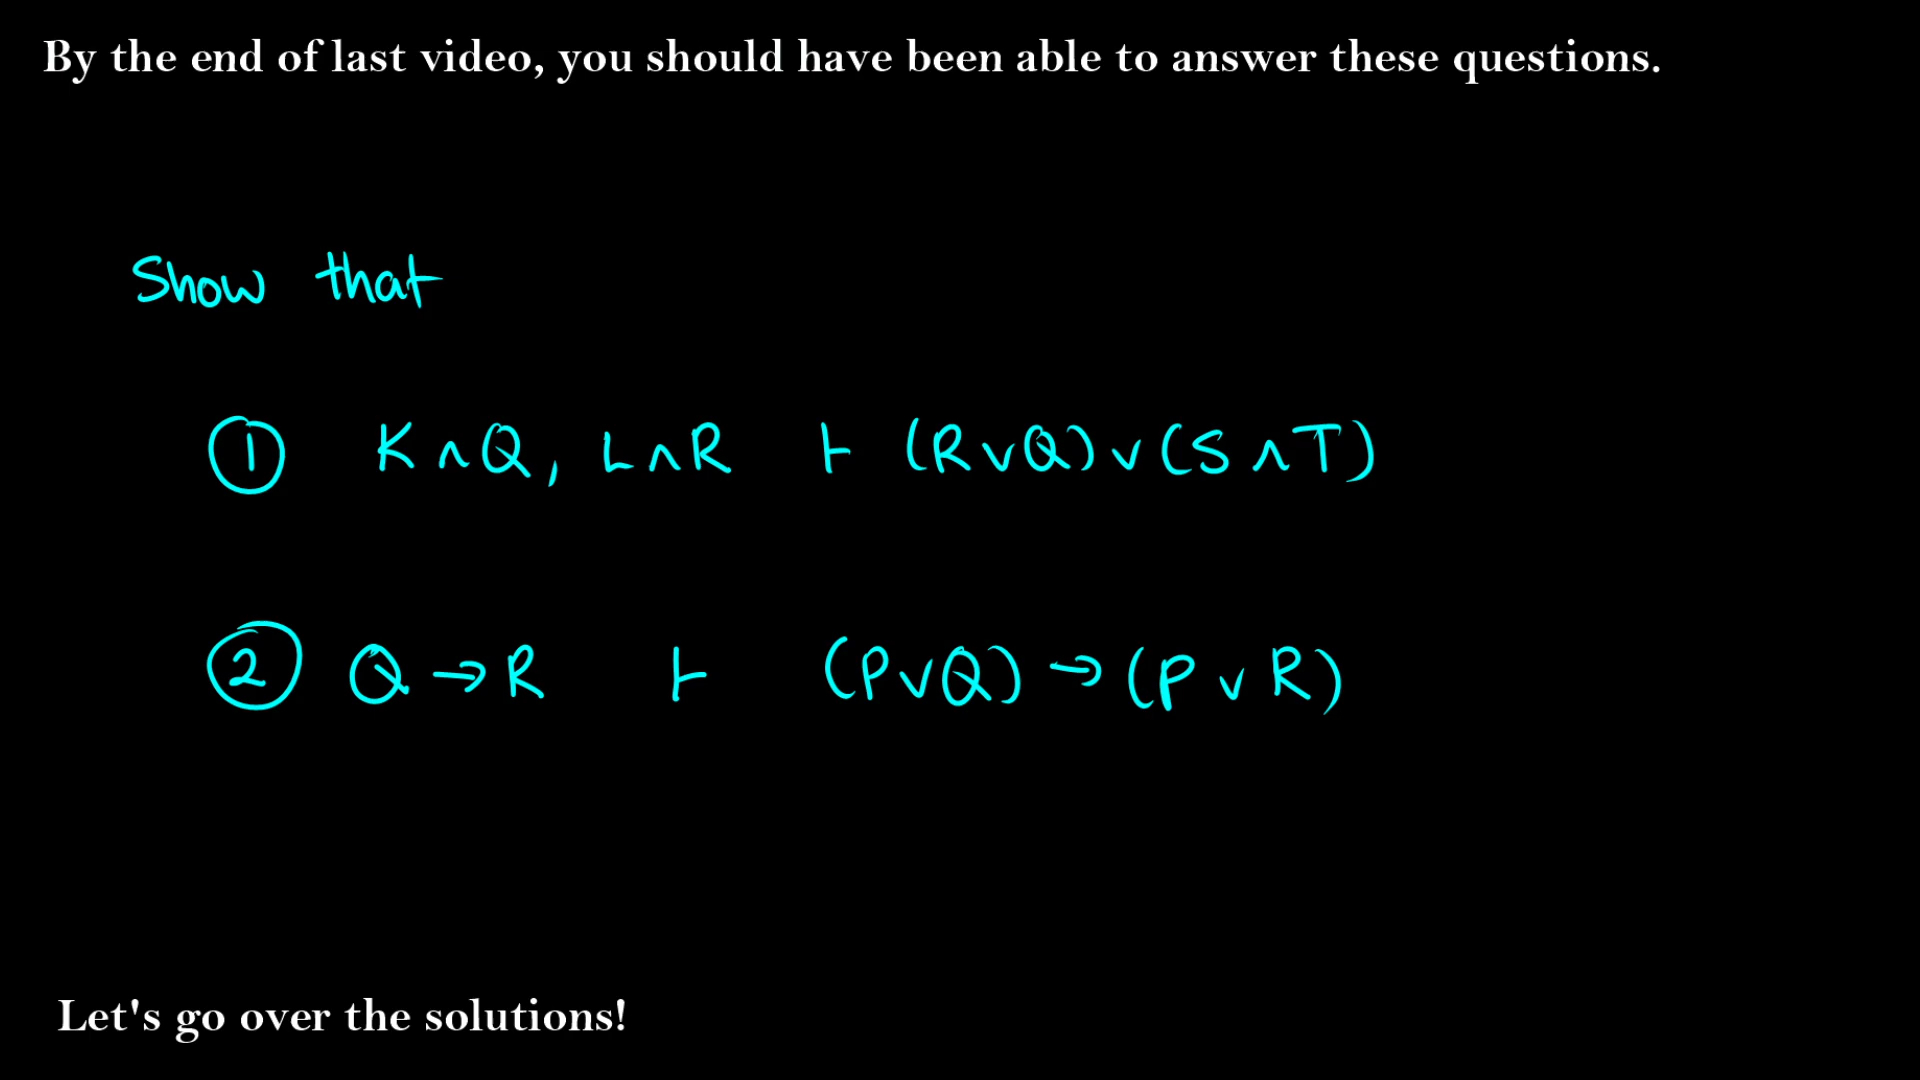 By the end of last video, you should have been able to answer these questions.
Show that
① K∧Q, L∧R ⊢ (R∨Q)∨(S∧T)
② Q→R ⊢ (P∨Q)→(P∨R)
Let's go over the solutions!